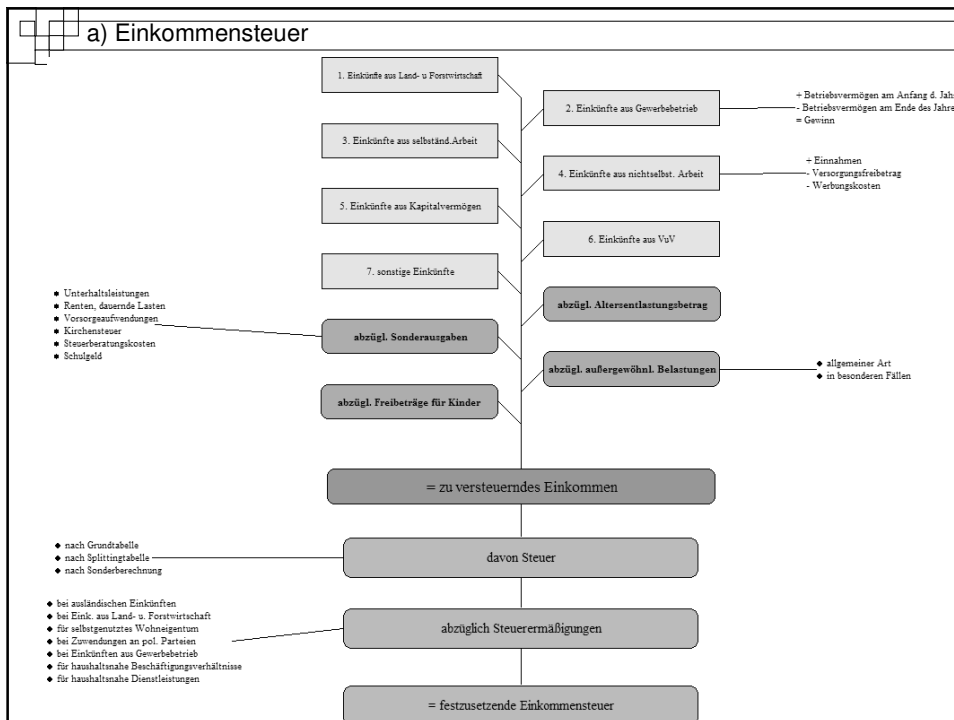 a) Einkommensteuer
1. Einkünfte aus Land- u Forstwirtschaft
2. Einkünfte aus Gewerbebetrieb
+ Betriebsvermögen am Anfang d. Jah
- Betriebsvermögen am Ende des Jahre
= Gewinn
3. Einkünfte aus selbständ.Arbeit
4. Einkünfte aus nichtselbst. Arbeit
+ Einnahmen
- Versorgungsfreibetrag
- Werbungskosten
5. Einkünfte aus Kapitalvermögen
6. Einkünfte aus VuV
7. sonstige Einkünfte
abzügl. Altersentlastungsbetrag
Unterhaltsleistungen
Renten, dauernde Lasten
Vorsorgeaufwendungen
Kirchensteuer
Steuerberatungskosten
Schulgeld
abzügl. Sonderausgaben
abzügl. außergewöhnl. Belastungen
allgemeiner Art
in besonderen Fällen
abzügl. Freibeträge für Kinder
= zu versteuerndes Einkommen
nach Grundtabelle
nach Splittingtabelle
nach Sonderberechnung
davon Steuer
bei ausländischen Einkünften
bei Eink. aus Land- u. Forstwirtschaft
für selbstgenutztes Wohneigentum
bei Zuwendungen an pol. Parteien
bei Einkünften aus Gewerbebetrieb
für haushaltsnahe Beschäftigungsverhältnisse
für haushaltsnahe Dienstleistungen
abzüglich Steuerermäßigungen
= festzusetzende Einkommensteuer